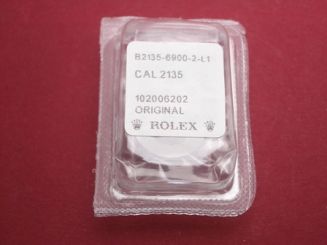 B2135-6900-2-L1
CAL 2135
102006202
ORIGINAL
ROLEX